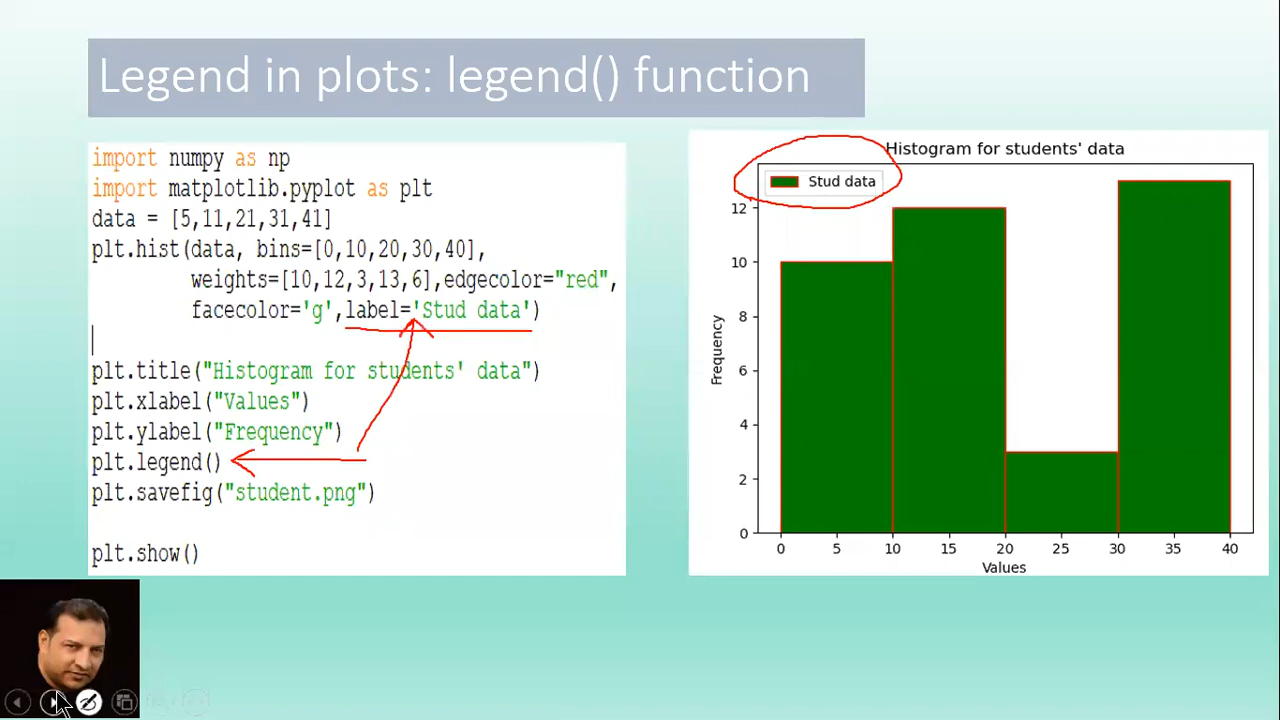 Legend in plots: legend() function
import numpy as np
import matplotlib.pyplot as plt
data = [5,11,21,31,41]
plt.hist(data, bins=[0,10,20,30,40],
weights=[10,12,3,13,6],edgecolor="red",
facecolor='g',label='Stud data')
plt.title("Histogram for students' data")
plt.xlabel("Values")
plt.ylabel("Frequency")
plt.legend()
plt.savefig("student.png")
plt.show()
Histogram for students' data
Stud data
12
10
8
6
4
2
0
Frequency
0 5 10 15 20 25 30 35 40
Values